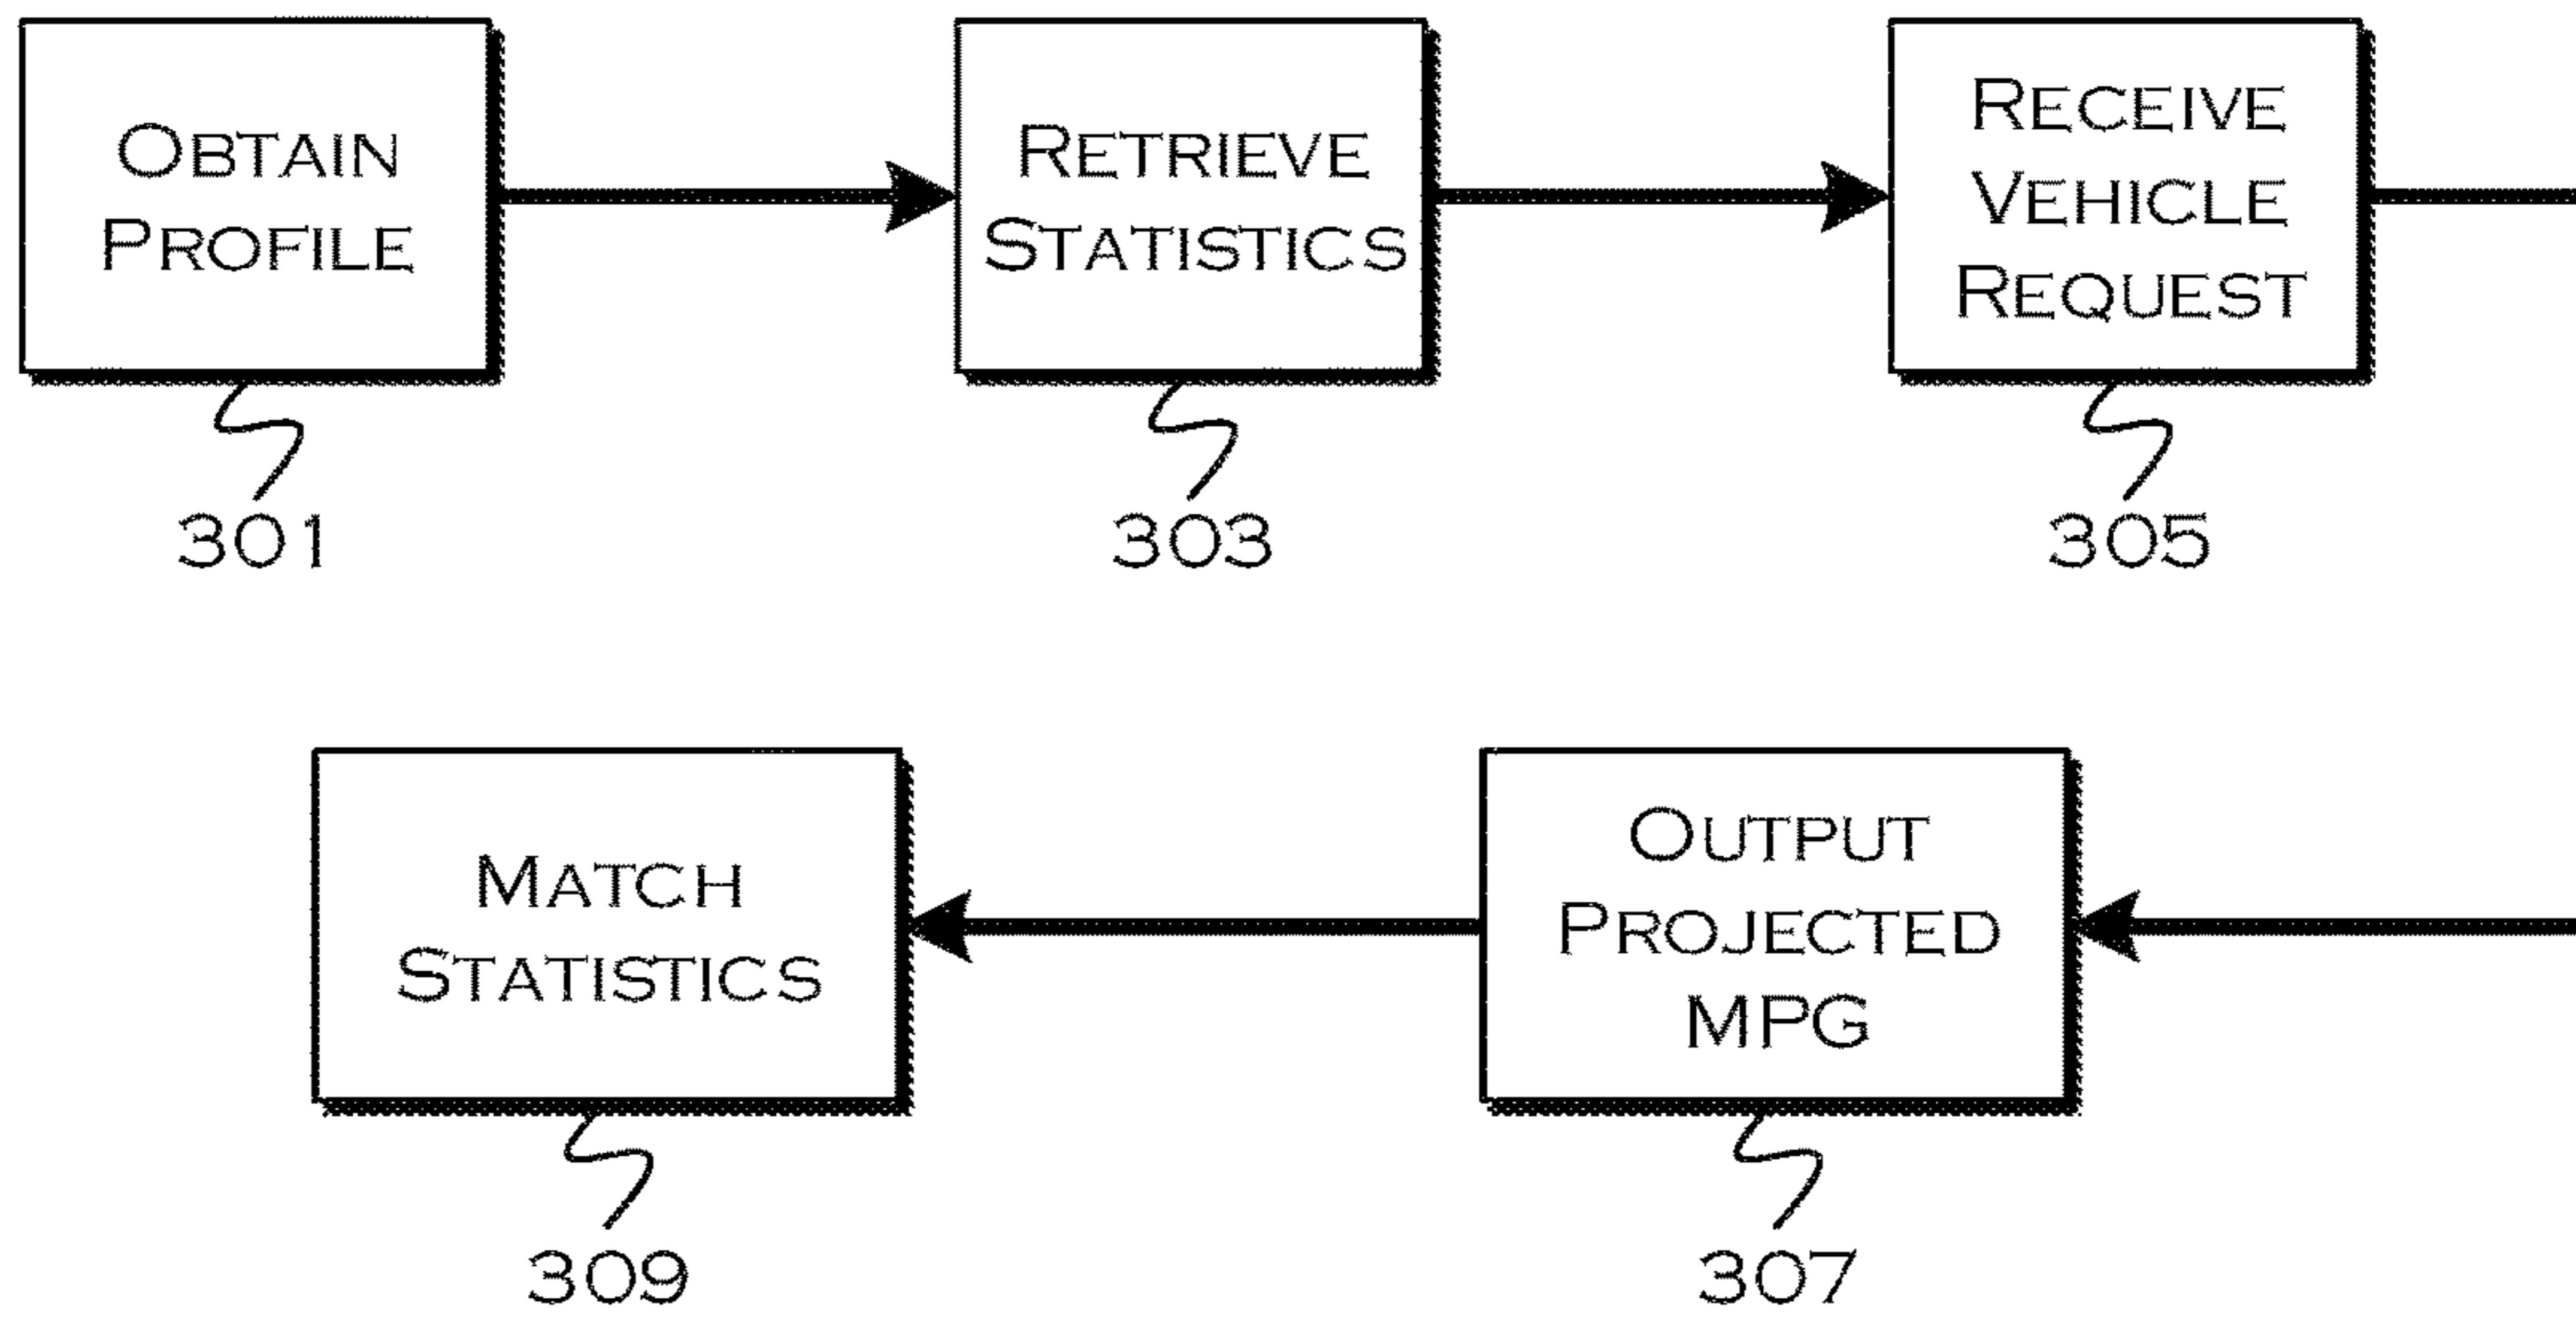 OBTAIN
PROFILE
301
RETRIEVE
STATISTICS
303
RECEIVE
VEHICLE
REQUEST
305
MATCH
STATISTICS
309
OUTPUT
PROJECTED
MPG
307